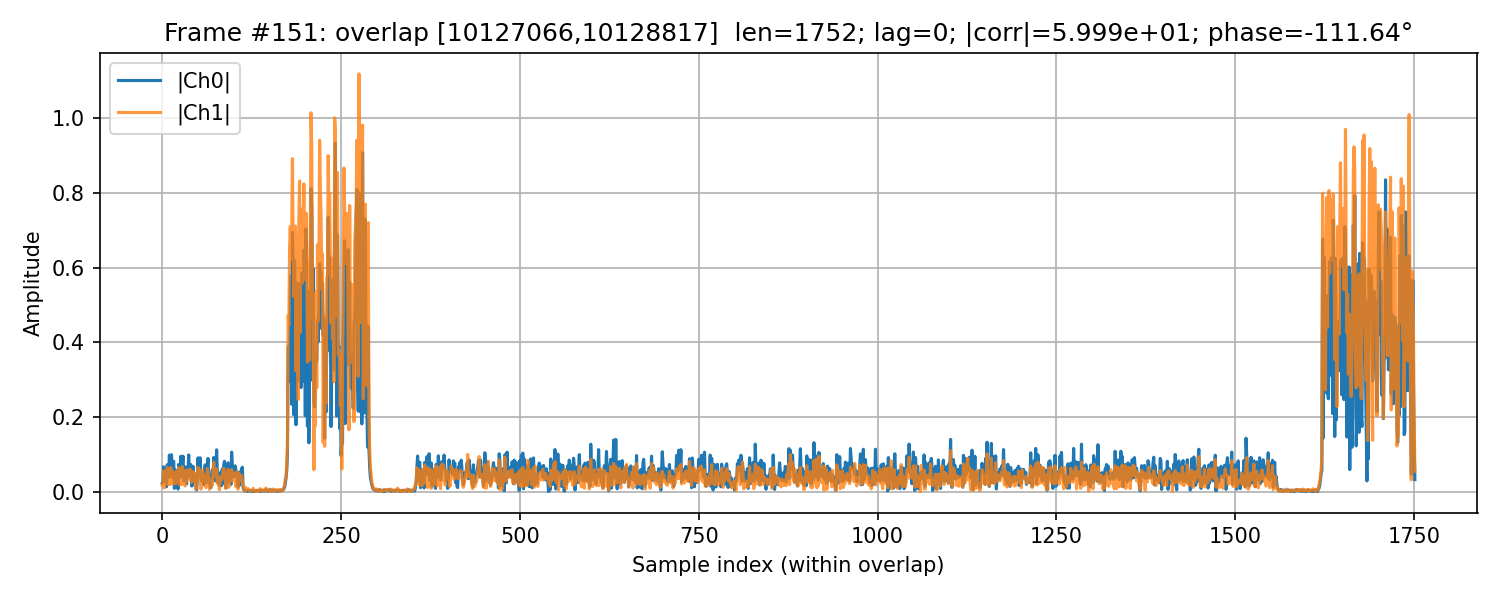 Frame #151: overlap [10127066,10128817]  len=1752; lag=0; |corr|=5.999e+01; phase=-111.64°
|Ch0|
|Ch1|
Amplitude
1.0
0.8
0.6
0.4
0.2
0.0
0 250 500 750 1000 1250 1500 1750
Sample index (within overlap)